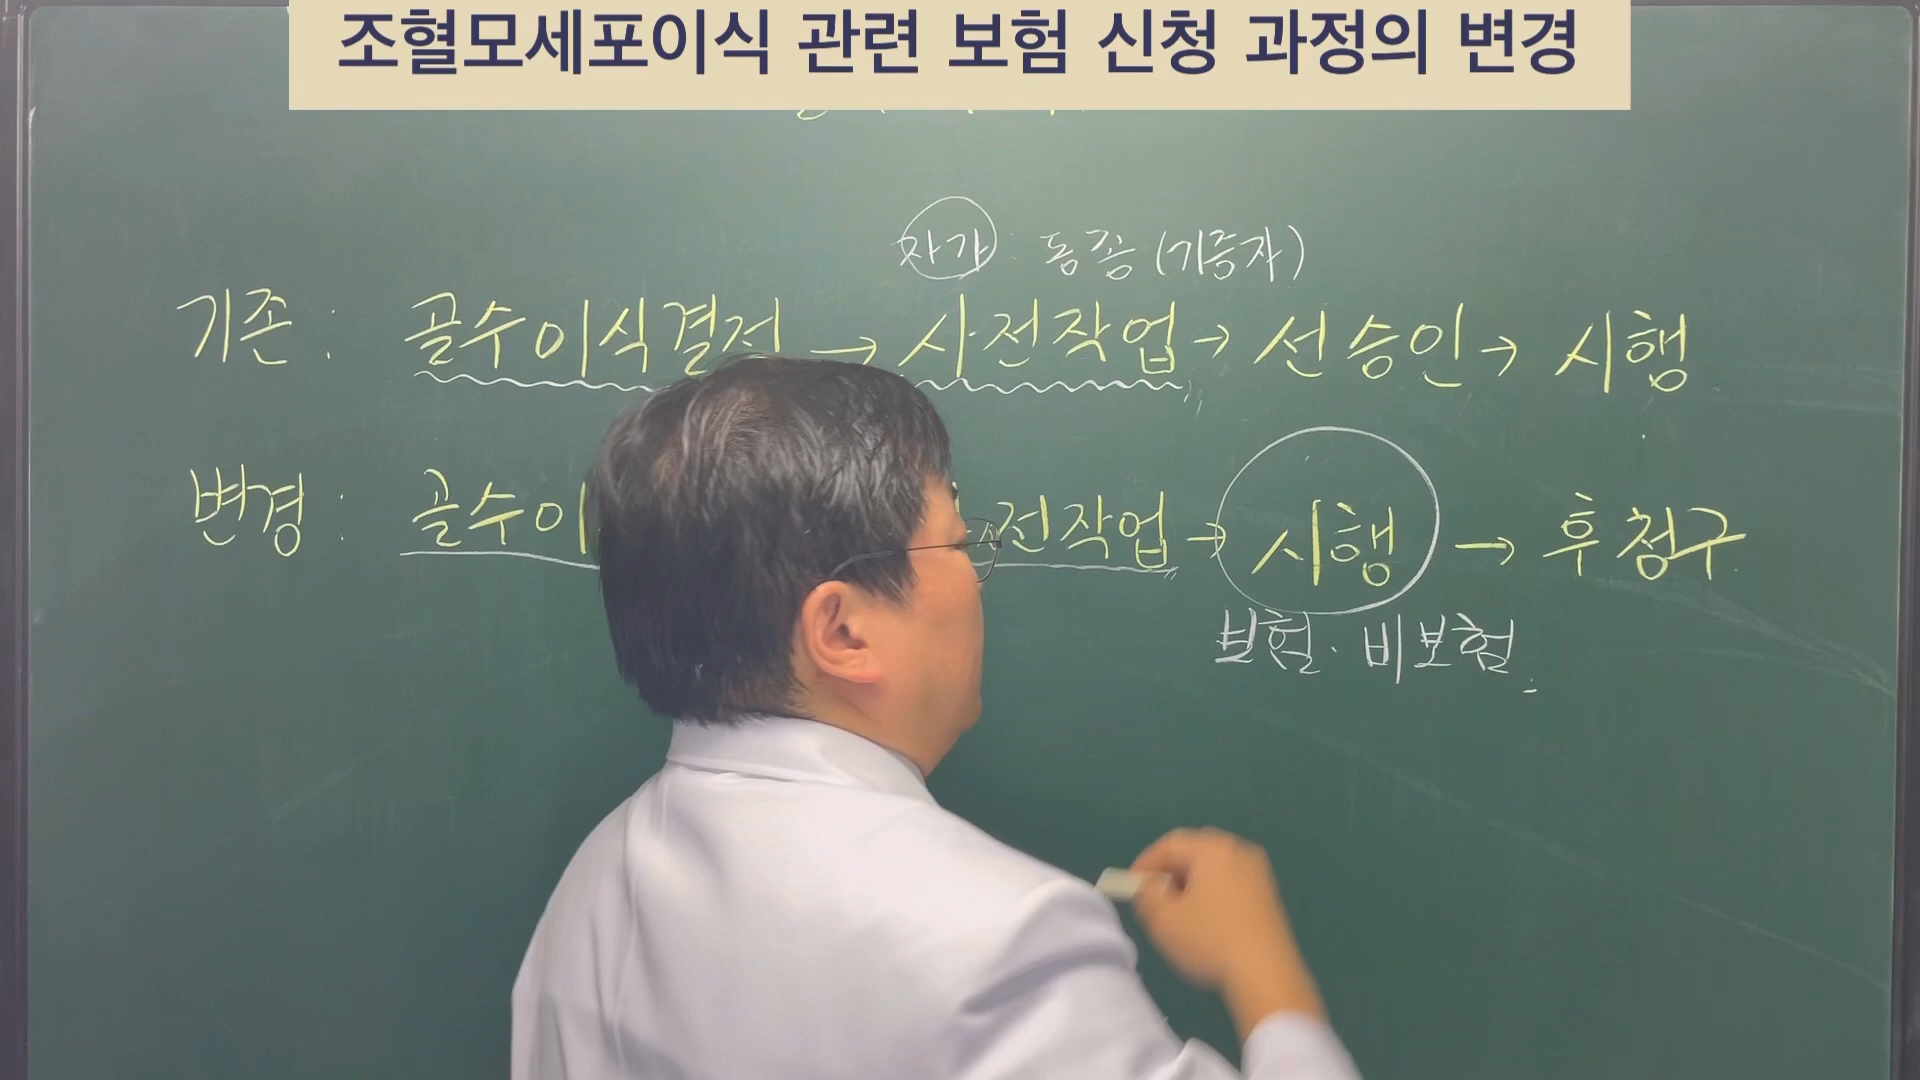 조혈모세포이식 관련 보험 신청 과정의 변경
자가 : 동종 (기증자)
기존 : 골수이식결정 → 사전작업 → 선승인 → 시행
변경 : 골수이 전작업 → 시행 → 후청구
보험 · 비보험